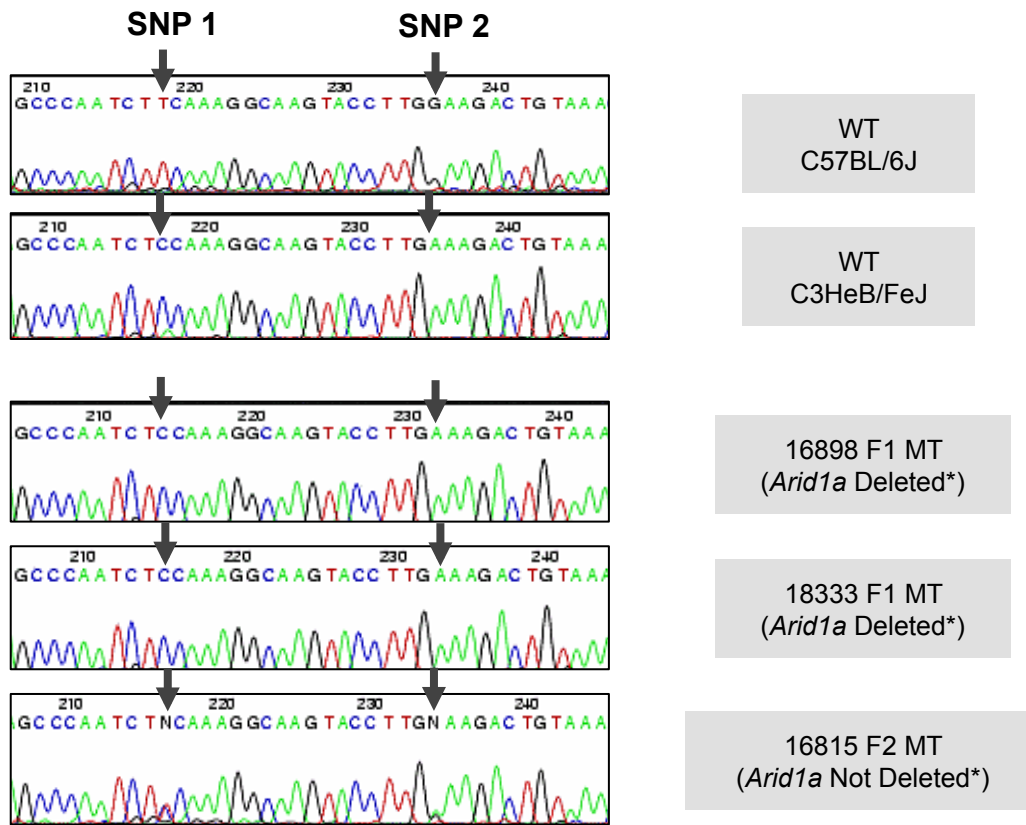 SNP 1 SNP 2
210 220 230 240
GCCCAATCTTCAAAGGCAAGTACCTTGGAAGACTGTAAA
WT
C57BL/6J
210 220 230 240
GCCCAATCTCCAAAGGCAAGTACCTTGAAAGACTGTAAA
WT
C3HeB/FeJ
210 220 230 240
GCCCAATCTCCAAAGGCAAGTACCTTGAAAGACTGTAAA
16898 F1 MT
(Arid1a Deleted*)
210 220 230 240
GCCCAATCTCCAAAGGCAAGTACCTTGAAAGACTGTAAA
18333 F1 MT
(Arid1a Deleted*)
210 220 230 240
GCCCAATCTNCAAAGGCAAGTACCTTGNAAGACTGTAAA
16815 F2 MT
(Arid1a Not Deleted*)